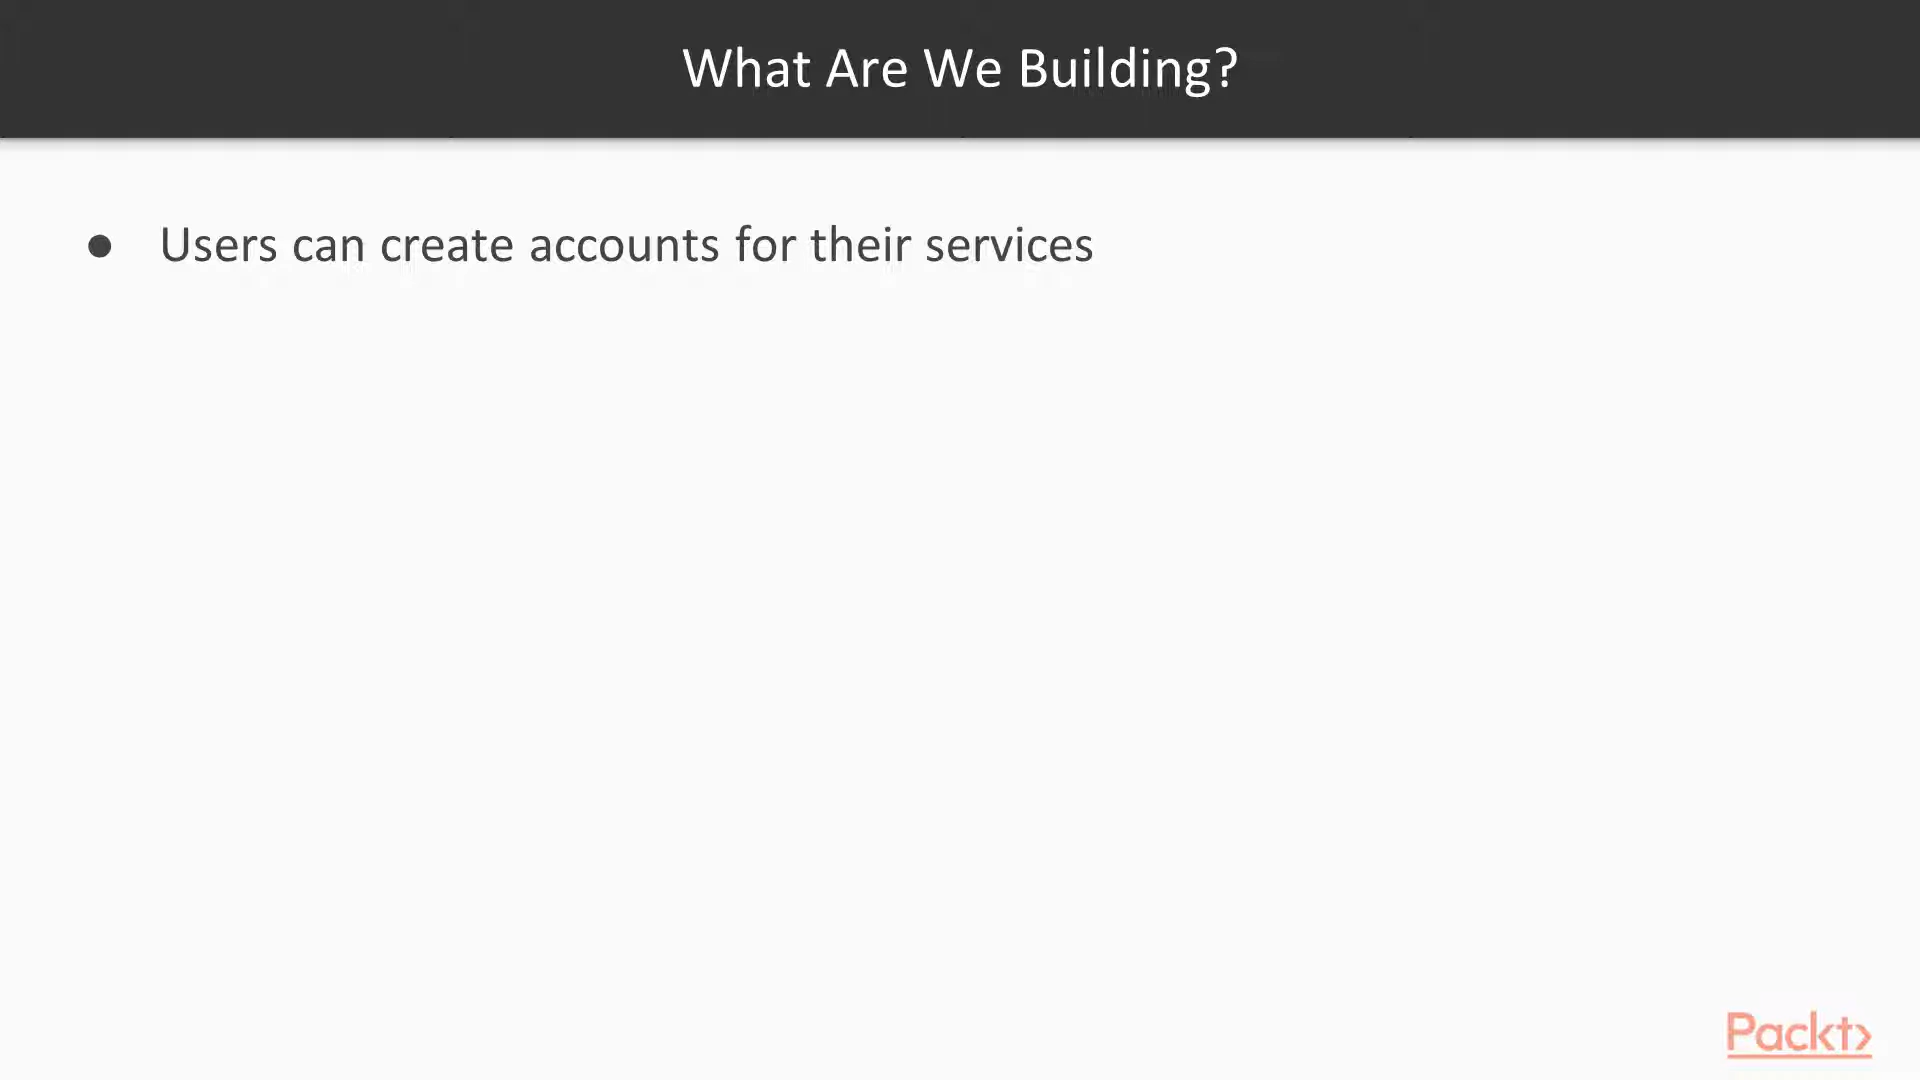 What Are We Building?
● Users can create accounts for their services
Packt>